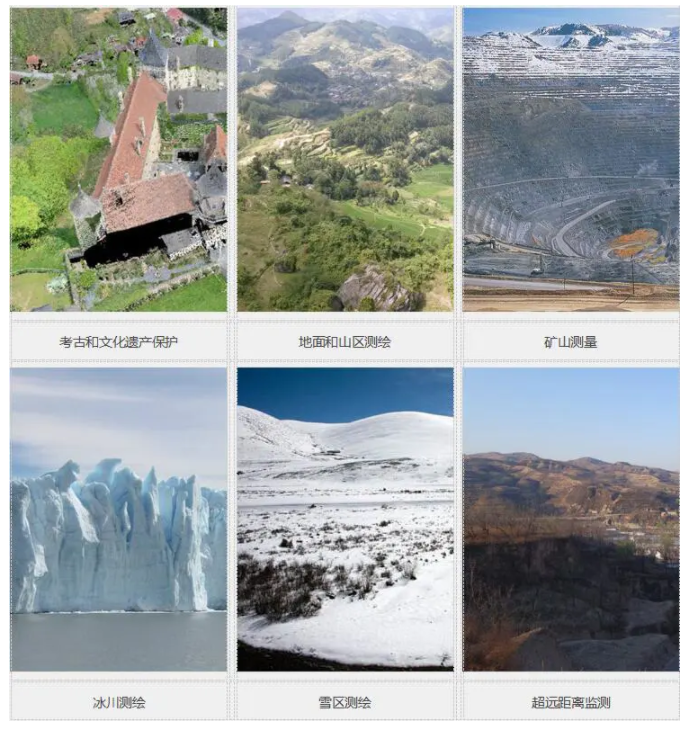 考古和文化遗产保护
地面和山区测绘
矿山测量
冰川测绘
雪区测绘
超远距离监测